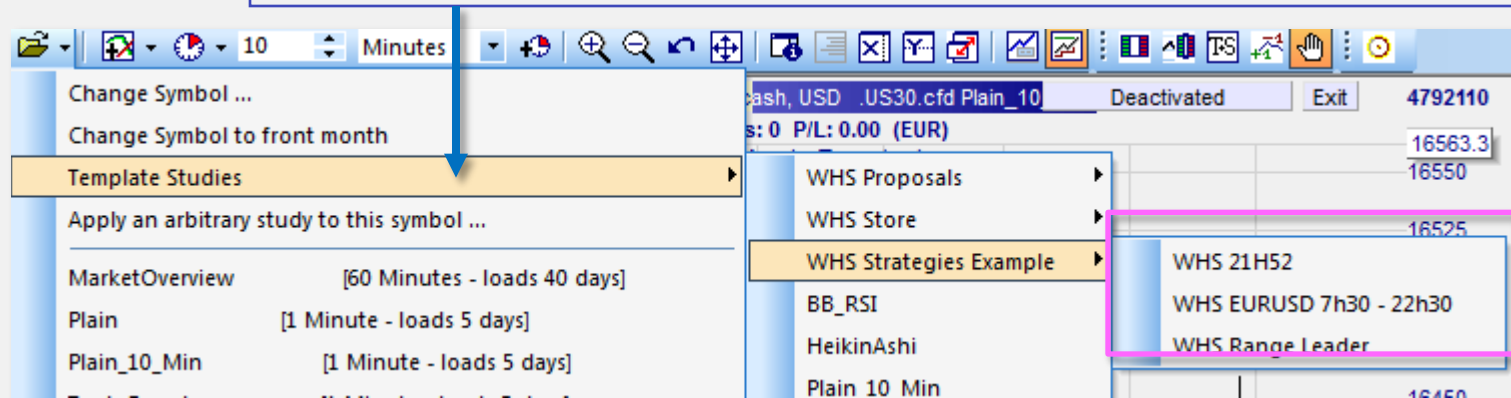 10 Minutes
T&S
Change Symbol ...
Change Symbol to front month
Template Studies
Apply an arbitrary study to this symbol ...
MarketOverview [60 Minutes - loads 40 days]
Plain [1 Minute - loads 5 days]
Plain_10_Min [1 Minute - loads 5 days]
cash, USD .US30.cfd Plain_10_ Deactivated Exit 4792110
s: 0 P/L: 0.00 (EUR)
16563.3
16550
16525
16450
WHS Proposals
WHS Store
WHS Strategies Example
BB_RSI
HeikinAshi
Plain_10_Min
WHS 21H52
WHS EURUSD 7h30 - 22h30
WHS Range Leader